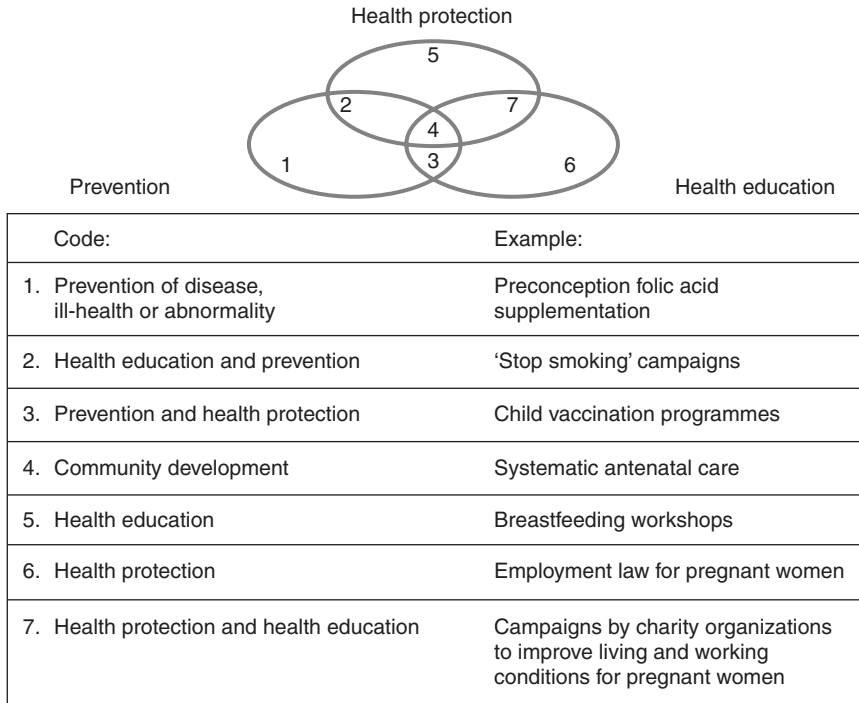 Health protection
5
2
7
4
3
1
6
Prevention
Health education
Code:
Example:
1. Prevention of disease,
ill-health or abnormality
Preconception folic acid
supplementation
2. Health education and prevention
‘Stop smoking’ campaigns
3. Prevention and health protection
Child vaccination programmes
4. Community development
Systematic antenatal care
5. Health education
Breastfeeding workshops
6. Health protection
Employment law for pregnant women
7. Health protection and health education
Campaigns by charity organizations
to improve living and working
conditions for pregnant women